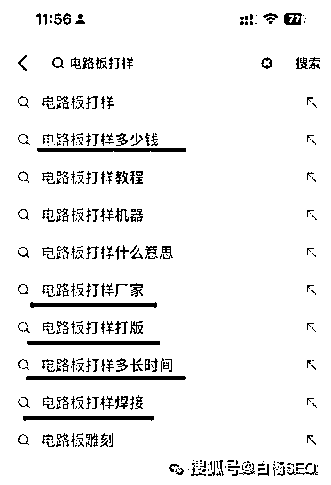 11:56
77
电路板打样
搜索
电路板打样
电路板打样多少钱
电路板打样教程
电路板打样机器
电路板打样什么意思
电路板打样厂家
电路板打样打版
电路板打样多长时间
电路板打样焊接
电路板雕刻
搜狐号@白杨SEO